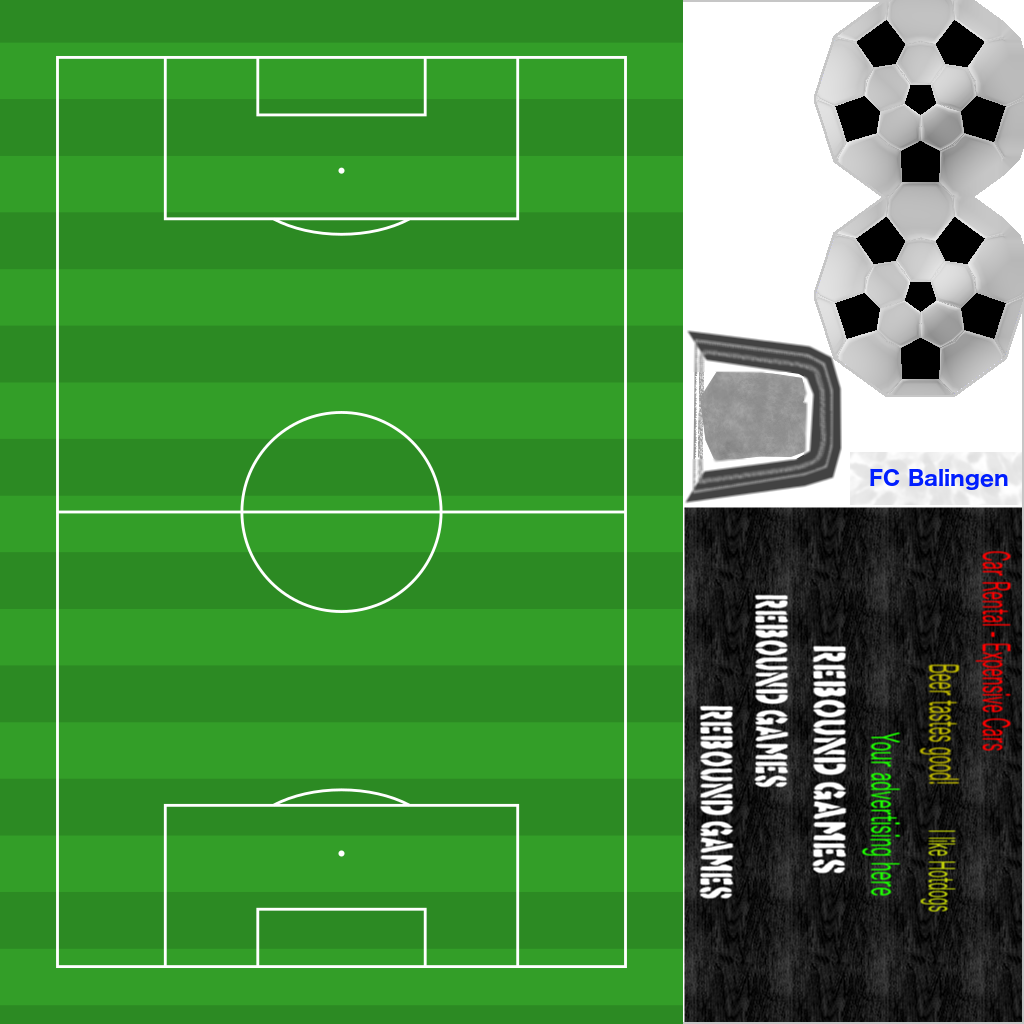 FC Balingen
Car Rental - Expensive Cars
Beer tastes good! I like Hotdogs
Your advertising here
REBOUND GAMES
REBOUND GAMES
REBOUND GAMES